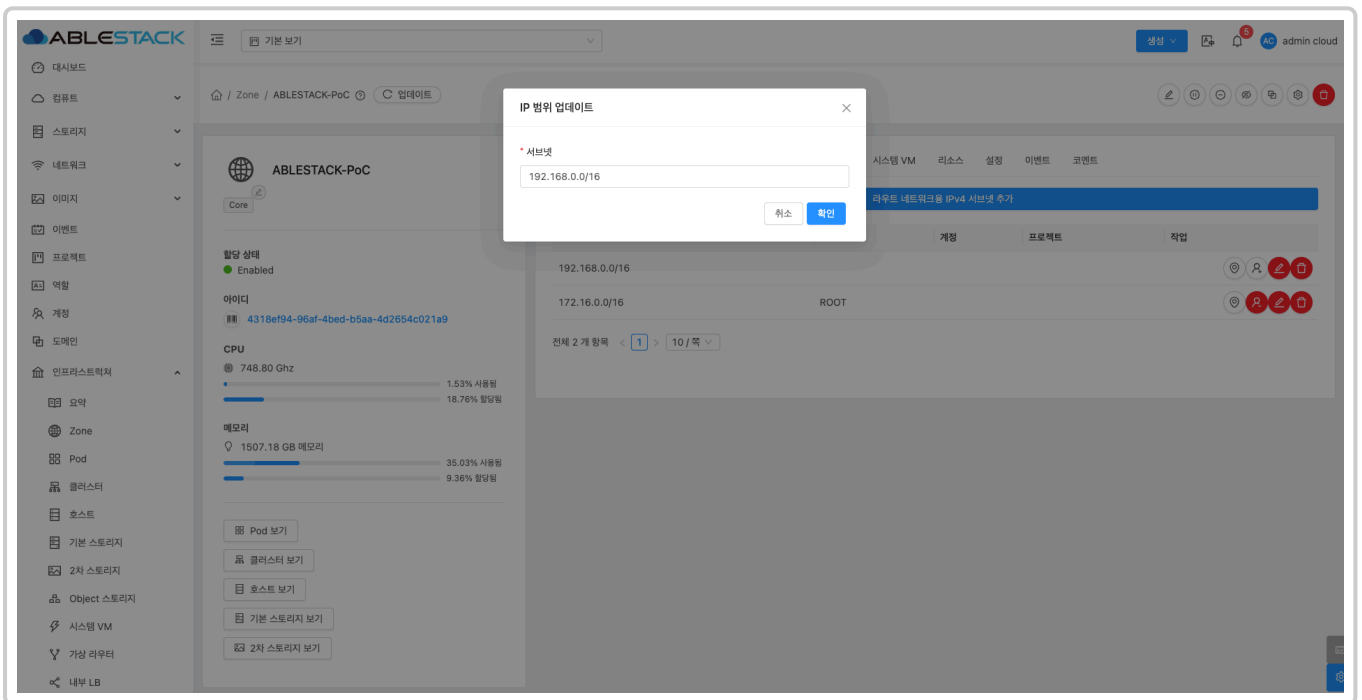 ABLESTACK
기본 보기
생성
5
AC
admin cloud
대시보드
컴퓨트
스토리지
네트워크
이미지
이벤트
프로젝트
역할
계정
도메인
인프라스트럭쳐
요약
Zone
Pod
클러스터
호스트
기본 스토리지
2차 스토리지
Object 스토리지
시스템 VM
가상 라우터
내부 LB
/ Zone / ABLESTACK-PoC
업데이트
ABLESTACK-PoC
Core
할당 상태
Enabled
아이디
4318ef94-96af-4bed-b5aa-4d2654c021a9
CPU
748.80 Ghz
1.53% 사용됨
18.76% 할당됨
메모리
1507.18 GB 메모리
35.03% 사용됨
9.36% 할당됨
Pod 보기
클러스터 보기
호스트 보기
기본 스토리지 보기
2차 스토리지 보기
IP 범위 업데이트
* 서브넷
192.168.0.0/16
취소
확인
시스템 VM
리소스
설정
이벤트
코멘트
라우트 네트워크용 IPv4 서브넷 추가
계정
프로젝트
작업
192.168.0.0/16
172.16.0.0/16
ROOT
전체 2 개 항목 < 1 > 10 / 쪽